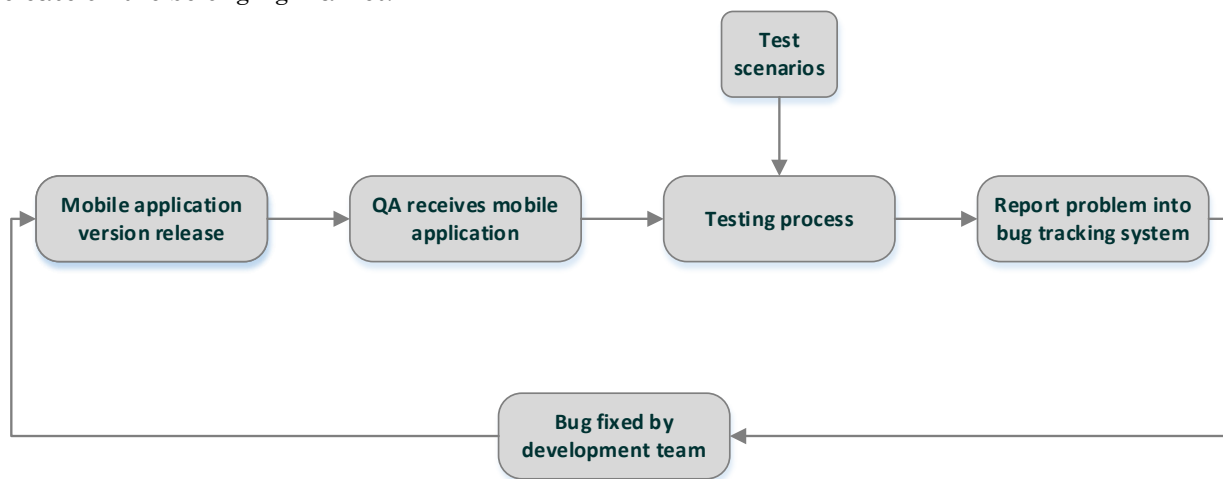 Test
scenarios
Mobile application
version release
QA receives mobile
application
Testing process
Report problem into
bug tracking system
Bug fixed by
development team